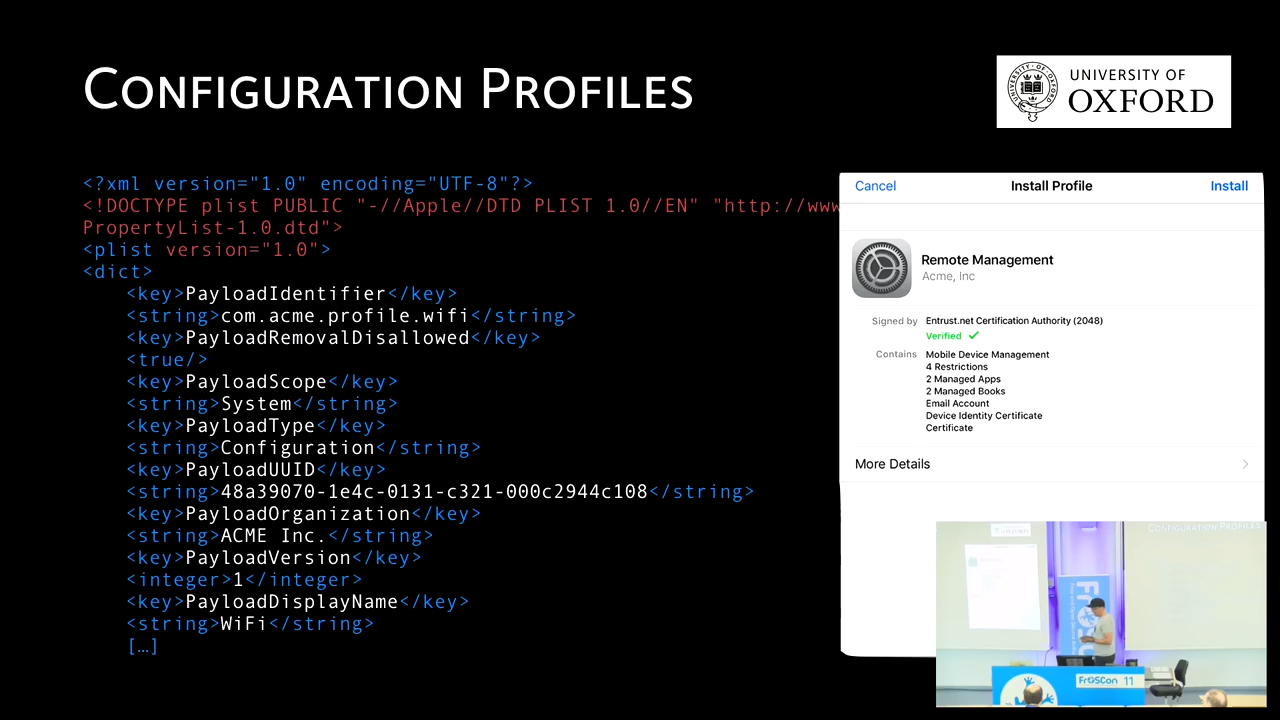 CONFIGURATION PROFILES
UNIVERSITY OF
OXFORD
<?xml version="1.0" encoding="UTF-8"?>
<!DOCTYPE plist PUBLIC "-//Apple//DTD PLIST 1.0//EN" "http://www
PropertyList-1.0.dtd">
<plist version="1.0">
<dict>
<key>PayloadIdentifier</key>
<string>com.acme.profile.wifi</string>
<key>PayloadRemovalDisallowed</key>
<true/>
<key>PayloadScope</key>
<string>System</string>
<key>PayloadType</key>
<string>Configuration</string>
<key>PayloadUUID</key>
<string>48a39070-1e4c-0131-c321-000c2944c108</string>
<key>PayloadOrganization</key>
<string>ACME Inc.</string>
<key>PayloadVersion</key>
<integer>1</integer>
<key>PayloadDisplayName</key>
<string>WiFi</string>
[…]
Cancel Install Profile Install
Remote Management
Acme, Inc
Signed by Entrust.net Certification Authority (2048)
Verified ✓
Contains Mobile Device Management
4 Restrictions
2 Managed Apps
2 Managed Books
Email Account
Device Identity Certificate
Certificate
More Details
CONFIGURATION PROFILES
FrOSCon 11